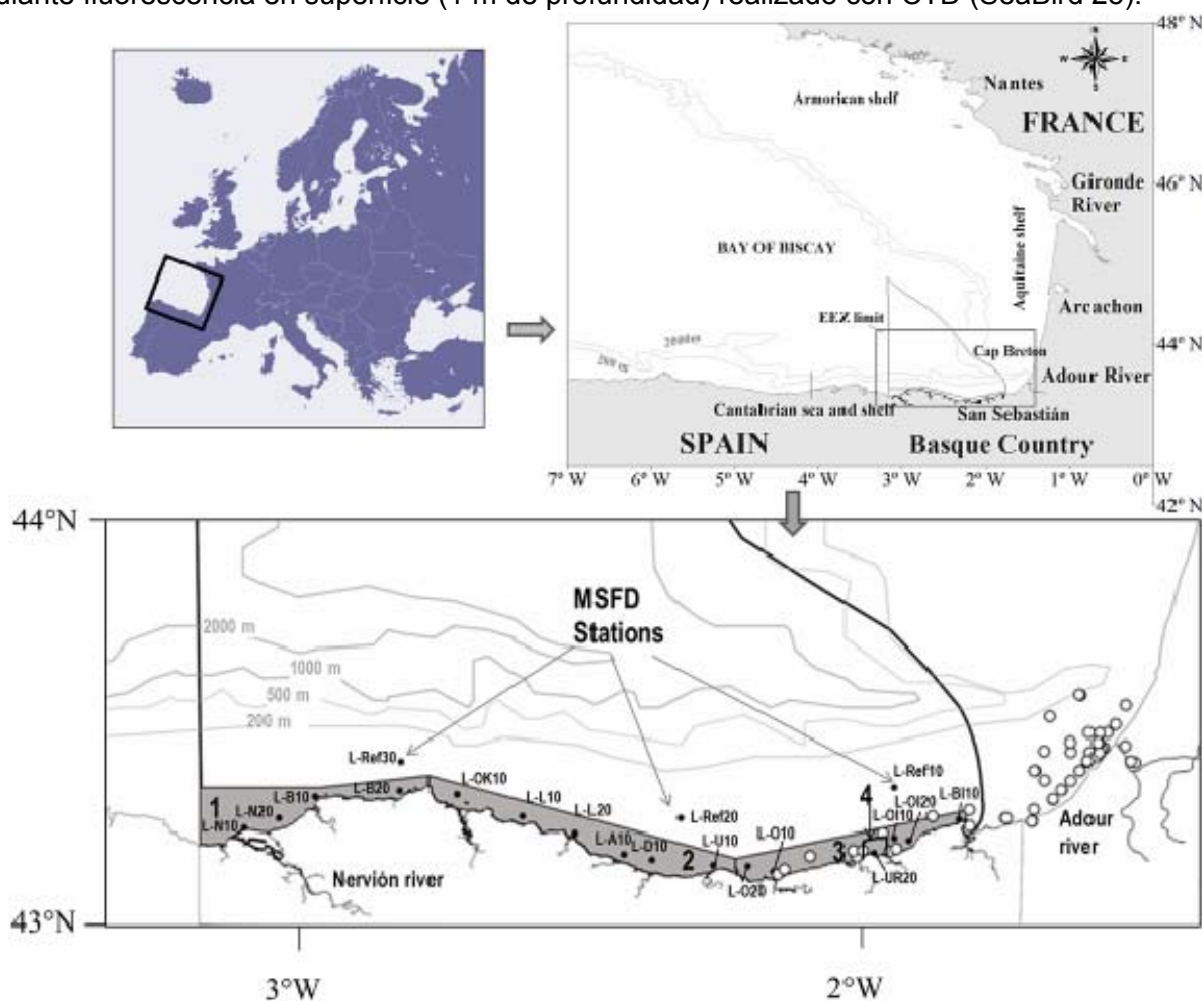 diante fluorescencia en superficie (1 m de profundidad) realizado con CTD (SeaBird 25).
48° N
N
W E
S
Nantes
Armorican shelf
FRANCE
46° N
Gironde
River
Aquitaine shelf
BAY OF BISCAY
Arcachon
EEZ limit
44° N
2000m
Cap Breton
200 m
Adour River
Cantabrian sea and shelf
San Sebastián
SPAIN
Basque Country
7° W
6° W
5° W
4° W
3° W
2° W
1° W
0° W
42° N
44°N
MSFD
Stations
2000 m
1000 m
500 m
200 m
L-Ref30
L-Ref10
L-OK10
L-B20
L-B10
L-BI10
L-OI20
L-L10
4
1
L-N20
L-L20
L-Ref20
L-OI10
L-N10
Adour
river
L-A10
L-U10
L-O10
L-D10
2
3
Nervión river
L-O20
L-UR20
43°N
3°W
2°W